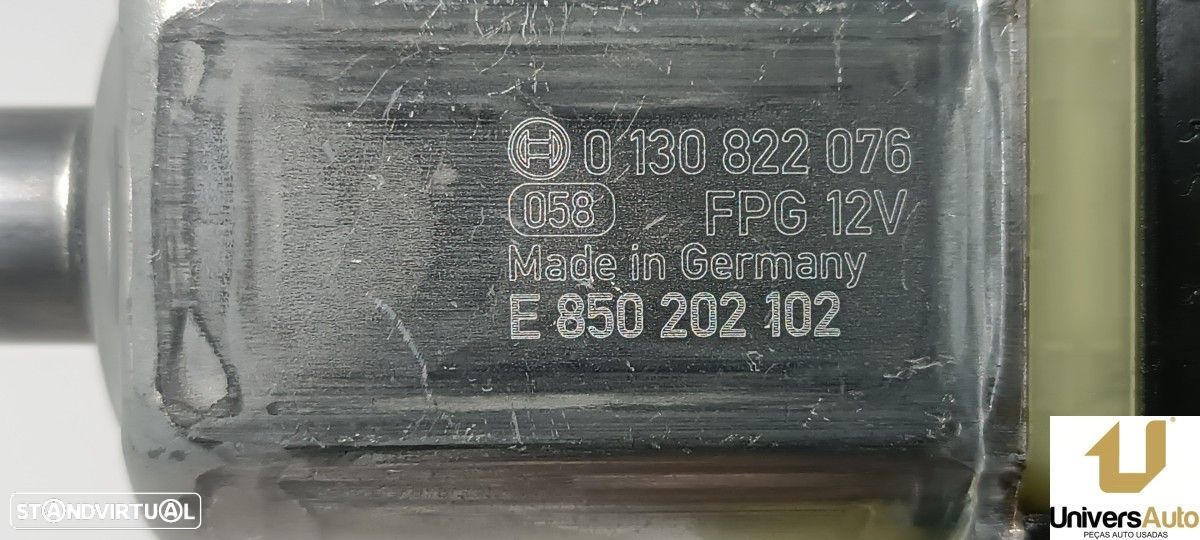 0 130 822 076
058 FPG 12V
Made in Germany
E 850 202 102
STANDVIRTUAL
UniversAuto
PEÇAS AUTO USADAS